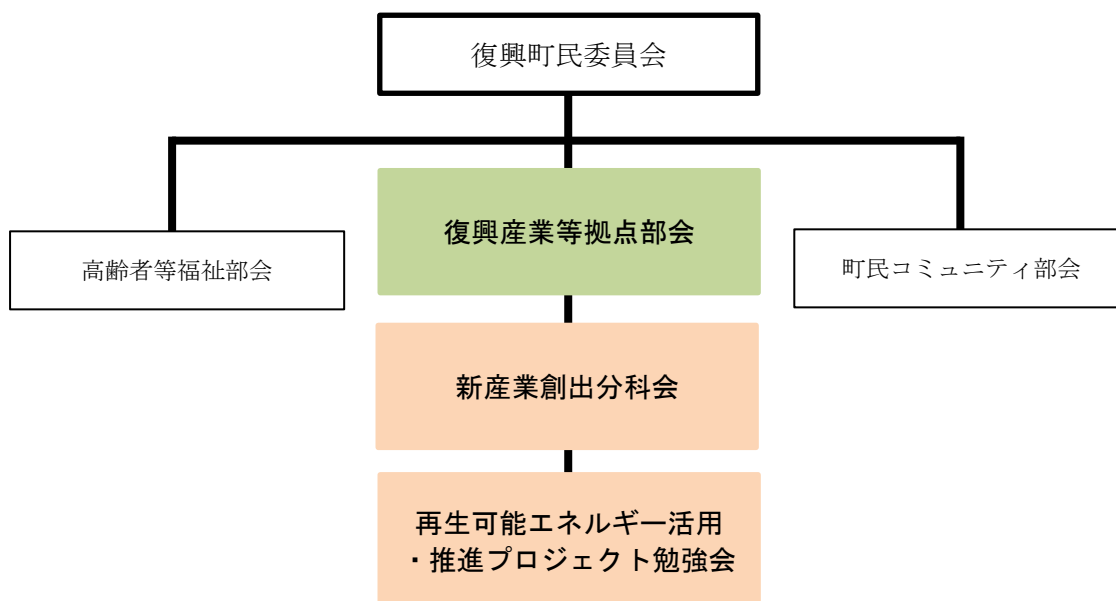 復興町民委員会
復興産業等拠点部会
高齢者等福祉部会
町民コミュニティ部会
新産業創出分科会
再生可能エネルギー活用
・推進プロジェクト勉強会